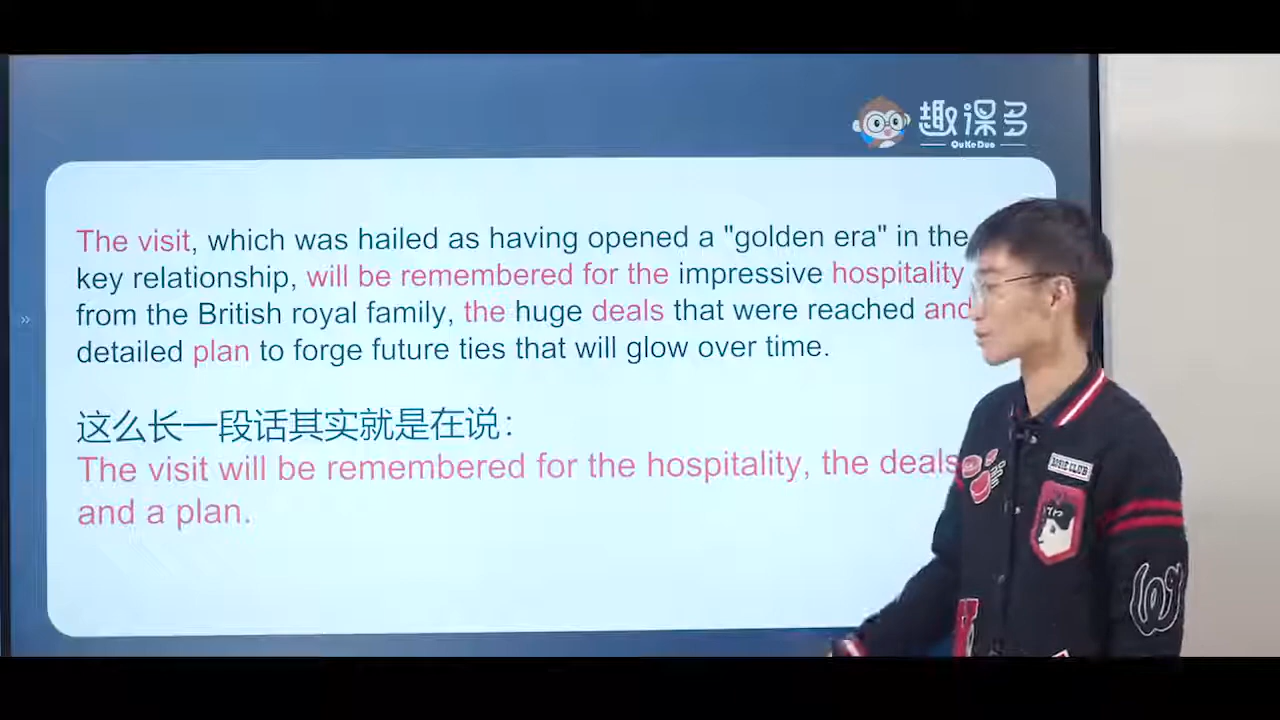 趣课多
QuKeDuo
The visit, which was hailed as having opened a "golden era" in the
key relationship, will be remembered for the impressive hospitality
from the British royal family, the huge deals that were reached and
detailed plan to forge future ties that will glow over time.
这么长一段话其实就是在说：
The visit will be remembered for the hospitality, the deals
and a plan.